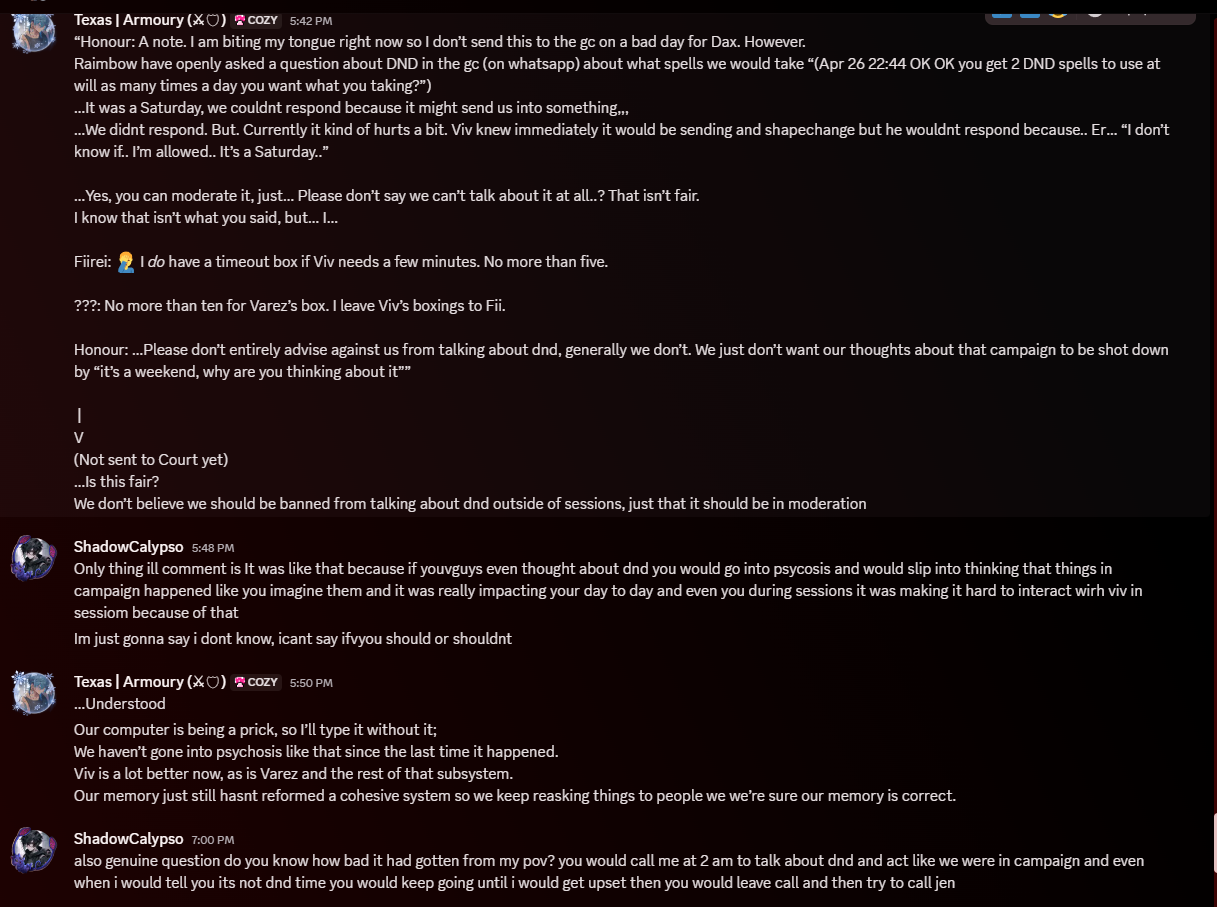 Texas | Armoury (⚔🛡) COZY 5:42 PM
“Honour: A note. I am biting my tongue right now so I don’t send this to the gc on a bad day for Dax. However.
Raimbow have openly asked a question about DND in the gc (on whatsapp) about what spells we would take “(Apr 26 22:44 OK OK you get 2 DND spells to use at
will as many times a day you want what you taking?”)
...It was a Saturday, we couldnt respond because it might send us into something,,,
...We didnt respond. But. Currently it kind of hurts a bit. Viv knew immediately it would be sending and shapechange but he wouldnt respond because.. Er... “I don’t
know if.. I’m allowed.. It’s a Saturday..”
...Yes, you can moderate it, just... Please don’t say we can’t talk about it at all..? That isn’t fair.
I know that isn’t what you said, but... I...
Fiirei: 🤦‍♂️ I do have a timeout box if Viv needs a few minutes. No more than five.
???: No more than ten for Varez’s box. I leave Viv’s boxings to Fii.
Honour: ...Please don’t entirely advise against us from talking about dnd, generally we don’t. We just don’t want our thoughts about that campaign to be shot down
by “it’s a weekend, why are you thinking about it””
|
V
(Not sent to Court yet)
...Is this fair?
We don’t believe we should be banned from talking about dnd outside of sessions, just that it should be in moderation
ShadowCalypso 5:48 PM
Only thing ill comment is It was like that because if youvguys even thought about dnd you would go into psycosis and would slip into thinking that things in
campaign happened like you imagine them and it was really impacting your day to day and even you during sessions it was making it hard to interact wirh viv in
sessiom because of that
Im just gonna say i dont know, icant say ifvyou should or shouldnt
Texas | Armoury (⚔🛡) COZY 5:50 PM
...Understood
Our computer is being a prick, so I’ll type it without it;
We haven’t gone into psychosis like that since the last time it happened.
Viv is a lot better now, as is Varez and the rest of that subsystem.
Our memory just still hasnt reformed a cohesive system so we keep reasking things to people we we’re sure our memory is correct.
ShadowCalypso 7:00 PM
also genuine question do you know how bad it had gotten from my pov? you would call me at 2 am to talk about dnd and act like we were in campaign and even
when i would tell you its not dnd time you would keep going until i would get upset then you would leave call and then try to call jen